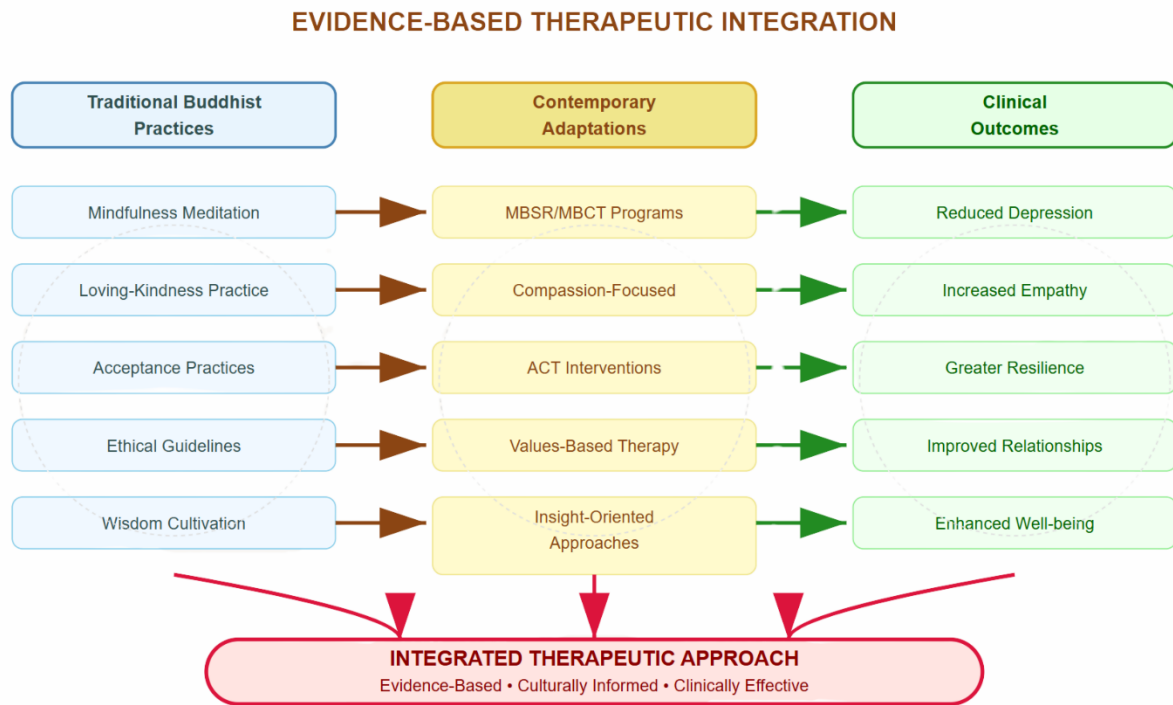 EVIDENCE-BASED THERAPEUTIC INTEGRATION
Traditional Buddhist
Practices
Contemporary
Adaptations
Clinical
Outcomes
Mindfulness Meditation
MBSR/MBCT Programs
Reduced Depression
Loving-Kindness Practice
Compassion-Focused
Increased Empathy
Acceptance Practices
ACT Interventions
Greater Resilience
Ethical Guidelines
Values-Based Therapy
Improved Relationships
Wisdom Cultivation
Insight-Oriented
Approaches
Enhanced Well-being
INTEGRATED THERAPEUTIC APPROACH
Evidence-Based • Culturally Informed • Clinically Effective